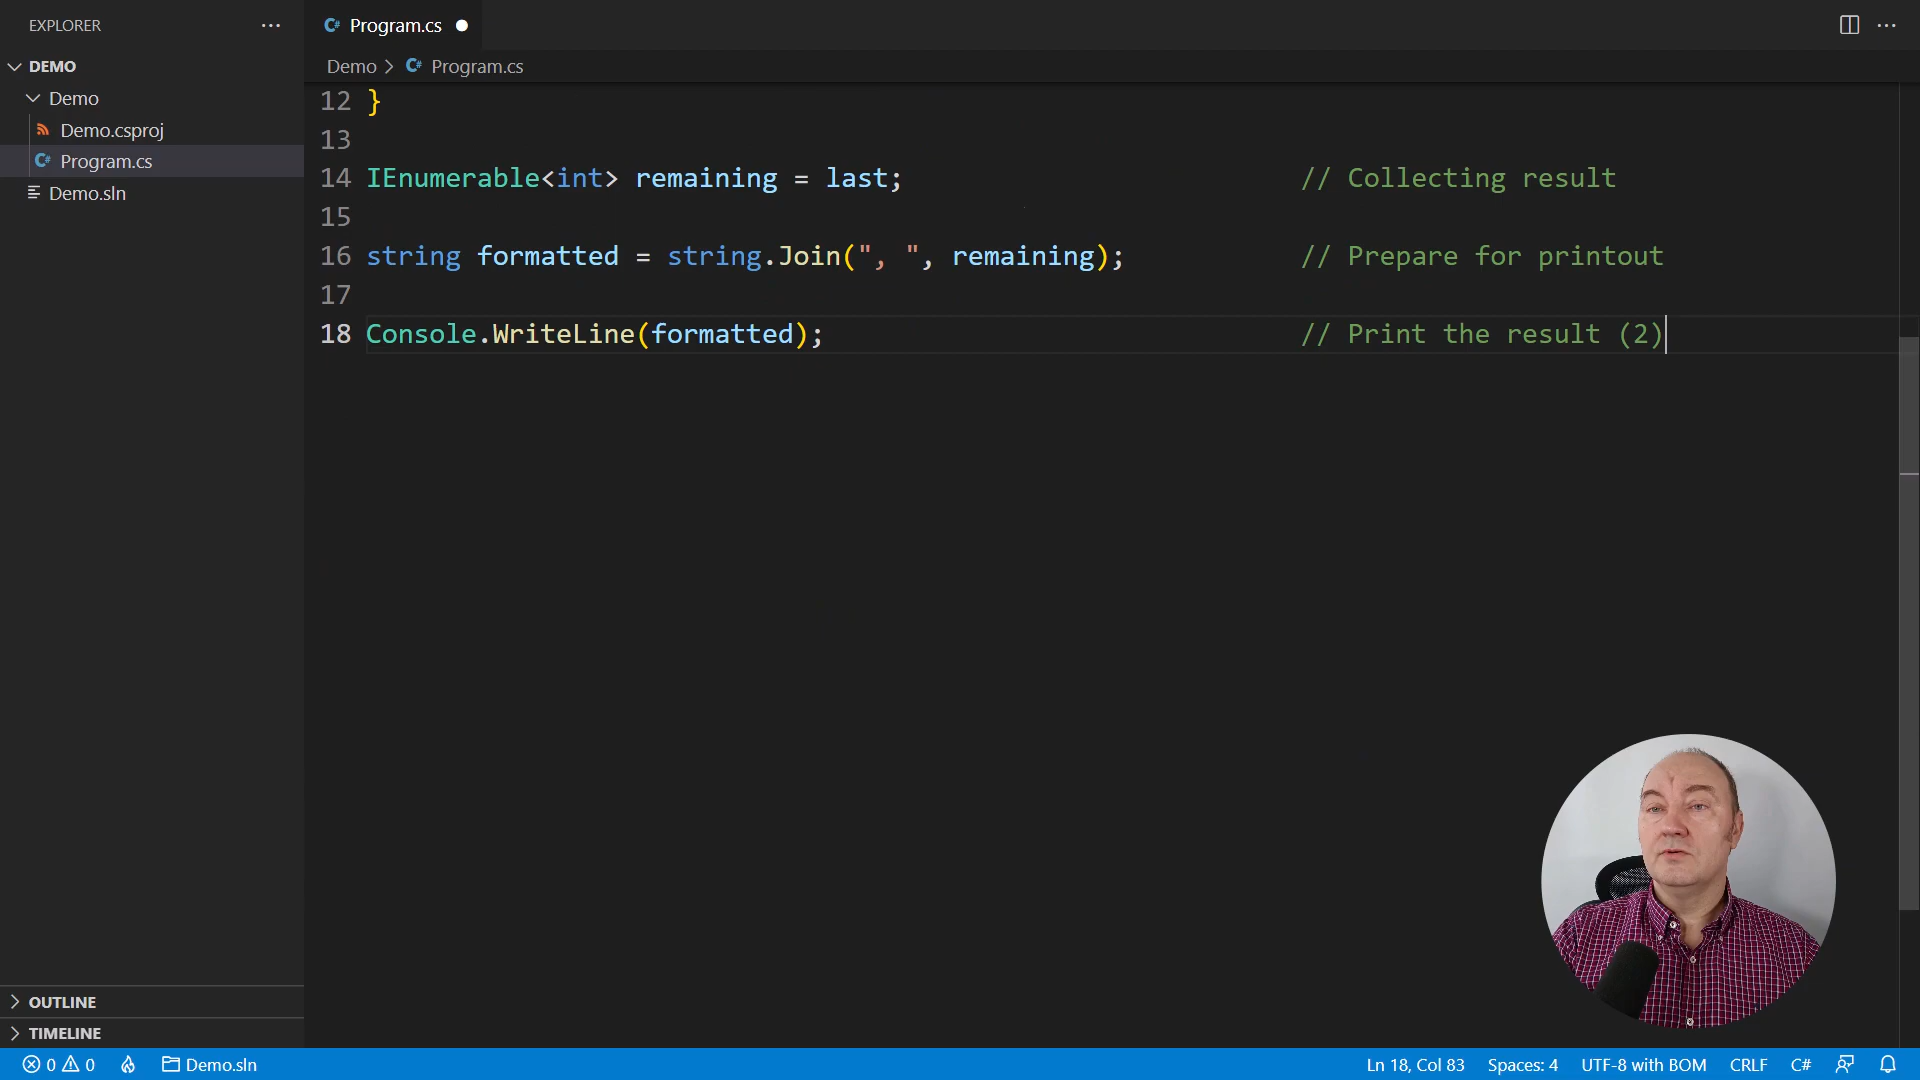 EXPLORER
DEMO
Demo
Demo.csproj
C# Program.cs
Demo.sln
OUTLINE
TIMELINE
C# Program.cs
Demo > C# Program.cs
12 }
13
14 IEnumerable<int> remaining = last; // Collecting result
15
16 string formatted = string.Join(", ", remaining); // Prepare for printout
17
18 Console.WriteLine(formatted); // Print the result (2)
0 0 Demo.sln Ln 18, Col 83 Spaces: 4 UTF-8 with BOM CRLF C#